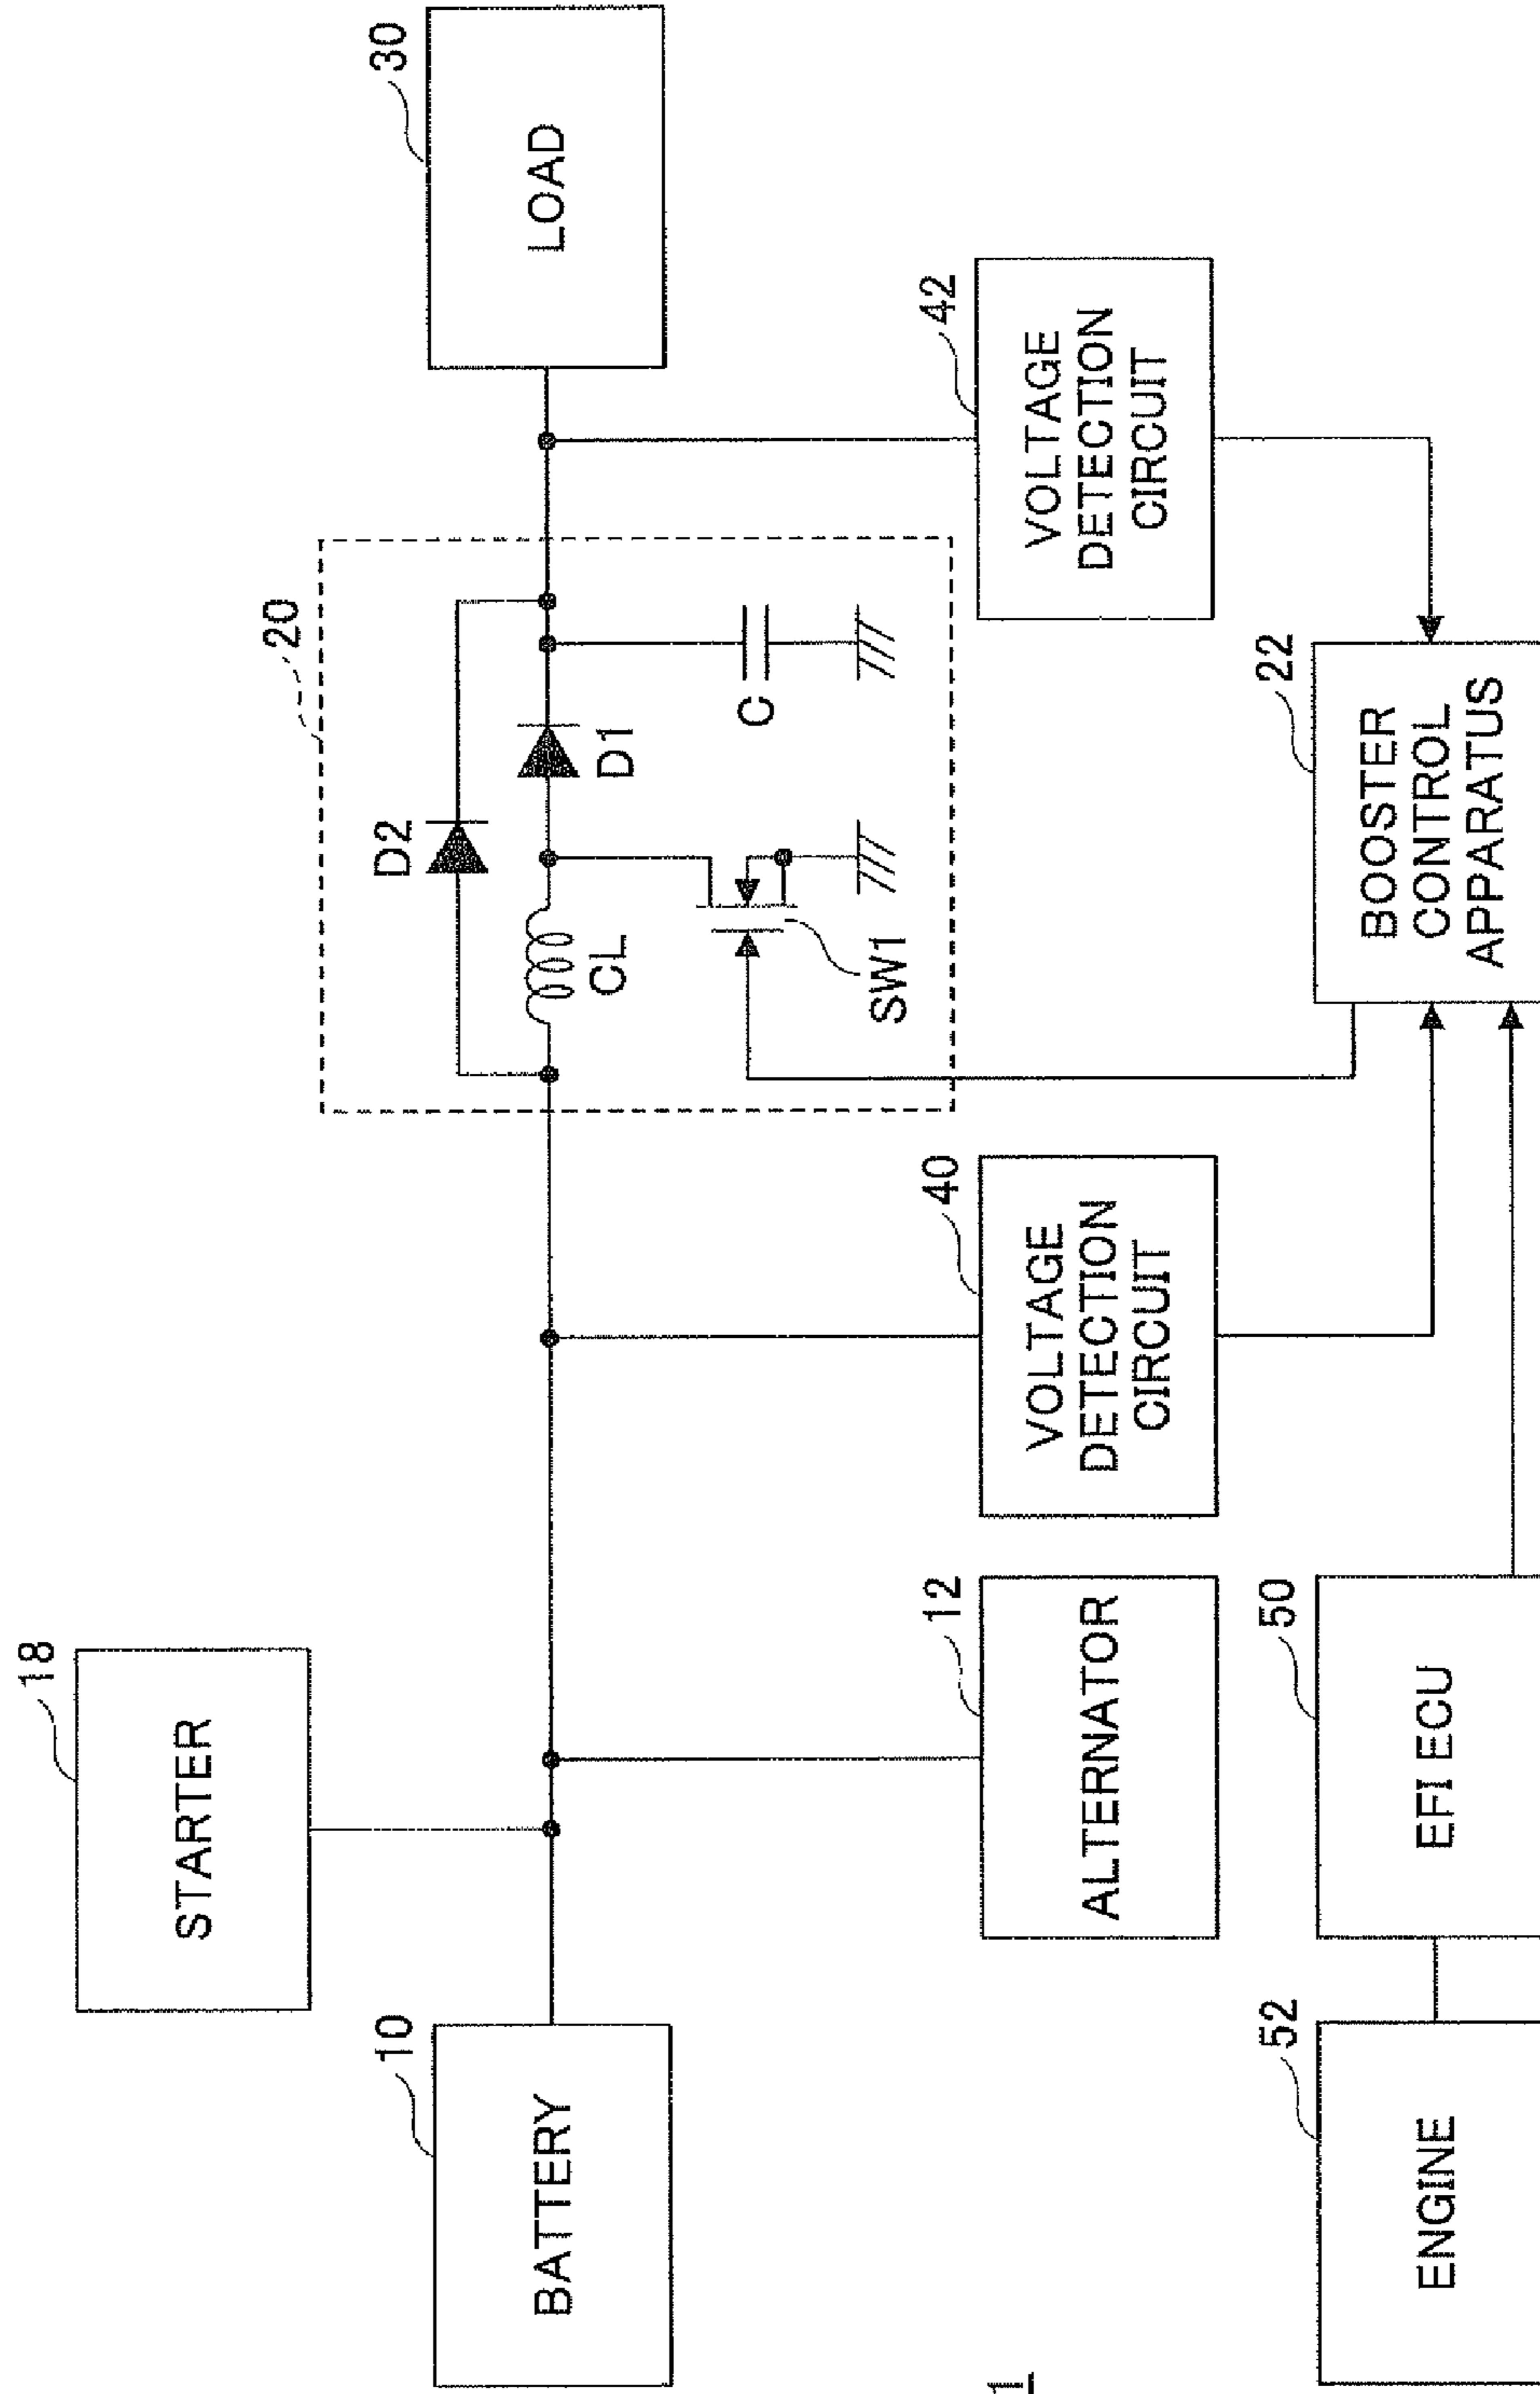 18
STARTER
10
BATTERY
20
D2
CL
D1
SW1
C
30
LOAD
12
ALTERNATOR
40
VOLTAGE
DETECTION
CIRCUIT
42
VOLTAGE
DETECTION
CIRCUIT
1
52
ENGINE
50
EFI ECU
22
BOOSTER
CONTROL
APPARATUS